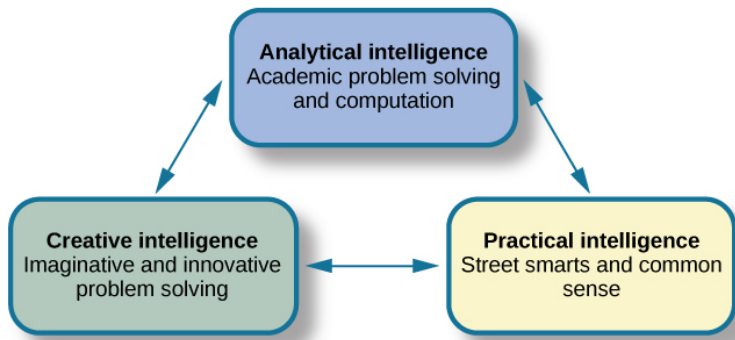 Analytical intelligence
Academic problem solving
and computation
Creative intelligence
Imaginative and innovative
problem solving
Practical intelligence
Street smarts and common
sense